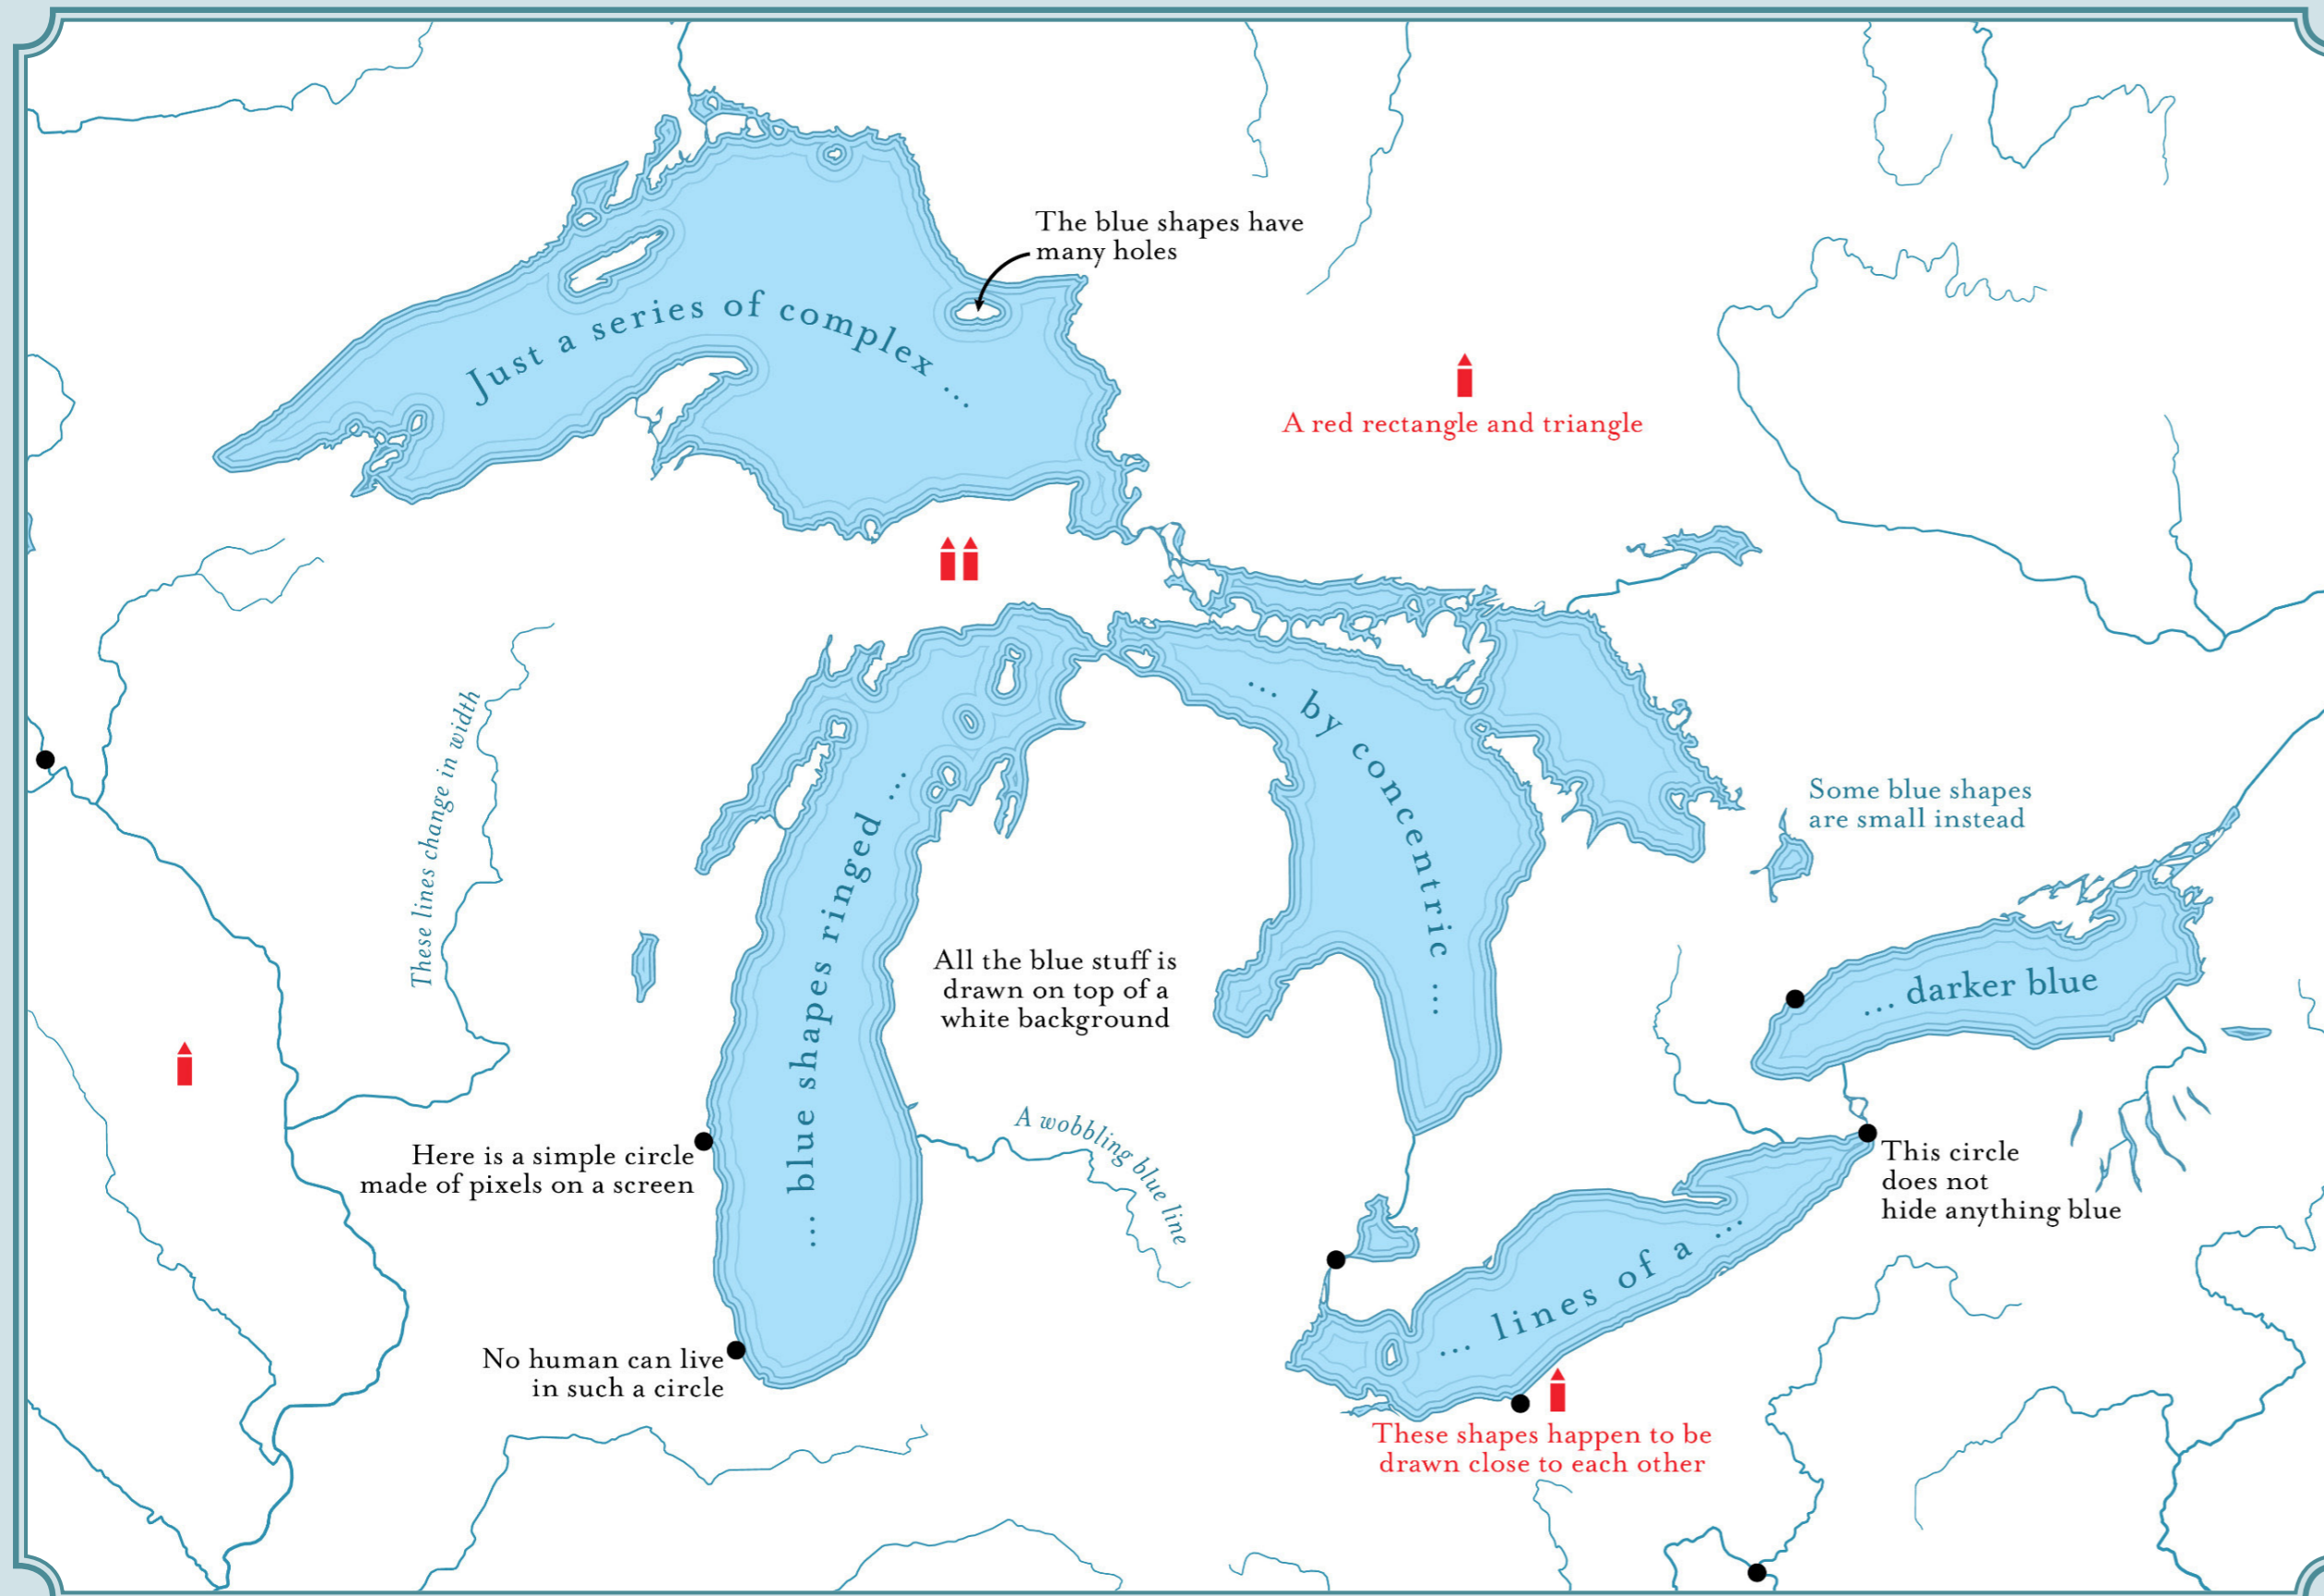 The blue shapes have
many holes
Just a series of complex ...
A red rectangle and triangle
... by concentric ...
These lines change in width
... blue shapes ringed ...
Some blue shapes
are small instead
All the blue stuff is
drawn on top of a
white background
... darker blue
A wobbling blue line
Here is a simple circle
made of pixels on a screen
This circle
does not
hide anything blue
... lines of a ...
No human can live
in such a circle
These shapes happen to be
drawn close to each other